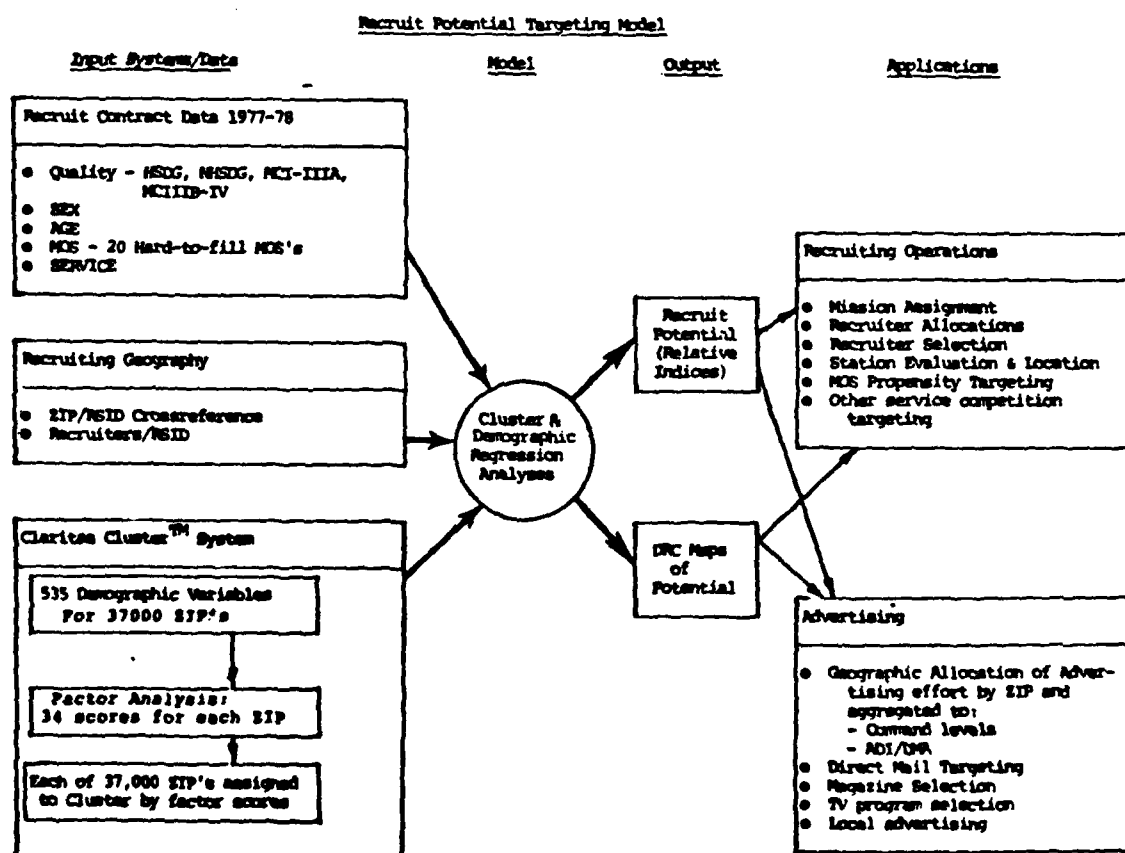 Recruit Potential Targeting Model
Input Systems/Data
Model
Output
Applications
Recruit Contract Data 1977-78
● Quality - HSDG, NHSDG, MCI-IIIA,
MCIIIB-IV
● SEX
● AGE
● MOS - 20 Hard-to-fill MOS's
● SERVICE
Recruiting Geography
● ZIP/RSID Crossreference
● Recruiters/RSID
Claritas Cluster™ System
535 Demographic Variables
For 37000 ZIP's
Factor Analysis:
34 scores for each ZIP
Each of 37,000 ZIP's assigned
to Cluster by factor scores
Cluster &
Demographic
Regression
Analyses
Recruit
Potential
(Relative
Indices)
DRC Maps
of
Potential
Recruiting Operations
● Mission Assignment
● Recruiter Allocations
● Recruiter Selection
● Station Evaluation & Location
● MOS Propensity Targeting
● Other service competition
targeting
Advertising
● Geographic Allocation of Adver-
tising effort by ZIP and
aggregated to:
- Command levels
- ADI/DMA
● Direct Mail Targeting
● Magazine Selection
● TV program selection
● Local advertising